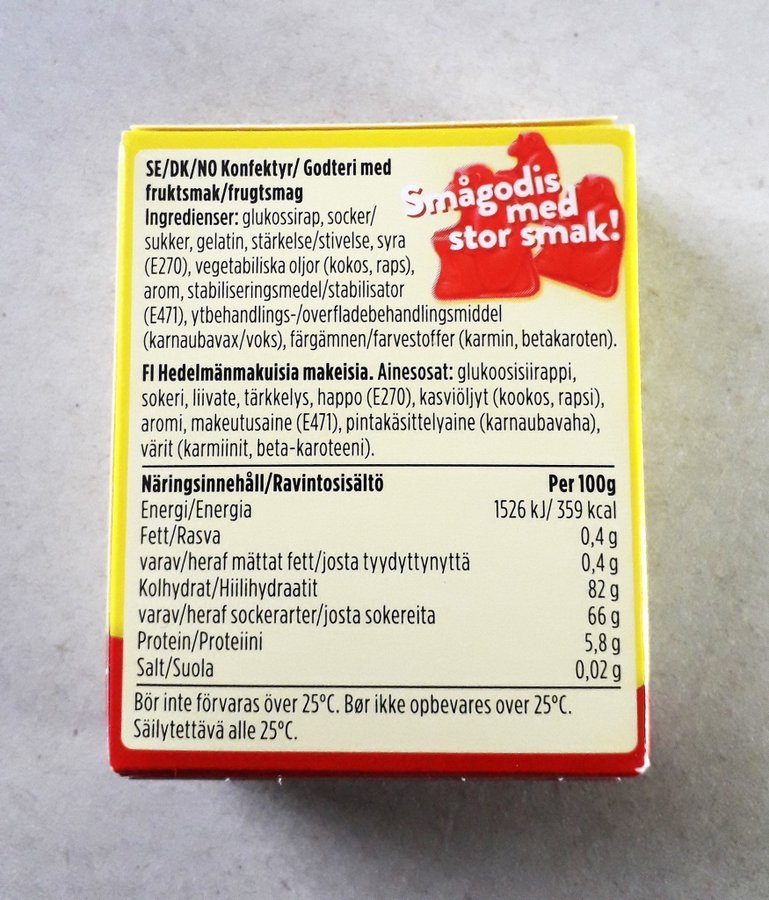 SE/DK/NO Konfektyr/ Godteri med
fruktsmak/frugtsmag
Smågodis
med
stor smak!
Ingredienser: glukossirap, socker/
sukker, gelatin, stärkelse/stivelse, syra
(E270), vegetabiliska oljor (kokos, raps),
arom, stabiliseringsmedel/stabilisator
(E471), ytbehandlings-/overfladebehandlingsmiddel
(karnaubavax/voks), färgämnen/farvestoffer (karmin, betakaroten).
FI Hedelmänmakuisia makeisia. Ainesosat: glukoosisiirappi,
sokeri, liivate, tärkkelys, happo (E270), kasviöljyt (kookos, rapsi),
aromi, makeutusaine (E471), pintakäsittelyaine (karnaubavaha),
värit (karmiinit, beta-karoteeni).
Näringsinnehåll/Ravintosisältö Per 100g
Energi/Energia 1526 kJ/ 359 kcal
Fett/Rasva 0,4 g
varav/heraf mättat fett/josta tyydyttynyttä 0,4 g
Kolhydrat/Hiilihydraatit 82 g
varav/heraf sockerarter/josta sokereita 66 g
Protein/Proteiini 5,8 g
Salt/Suola 0,02 g
Bör inte förvaras över 25°C. Bør ikke opbevares over 25°C.
Säilytettävä alle 25°C.